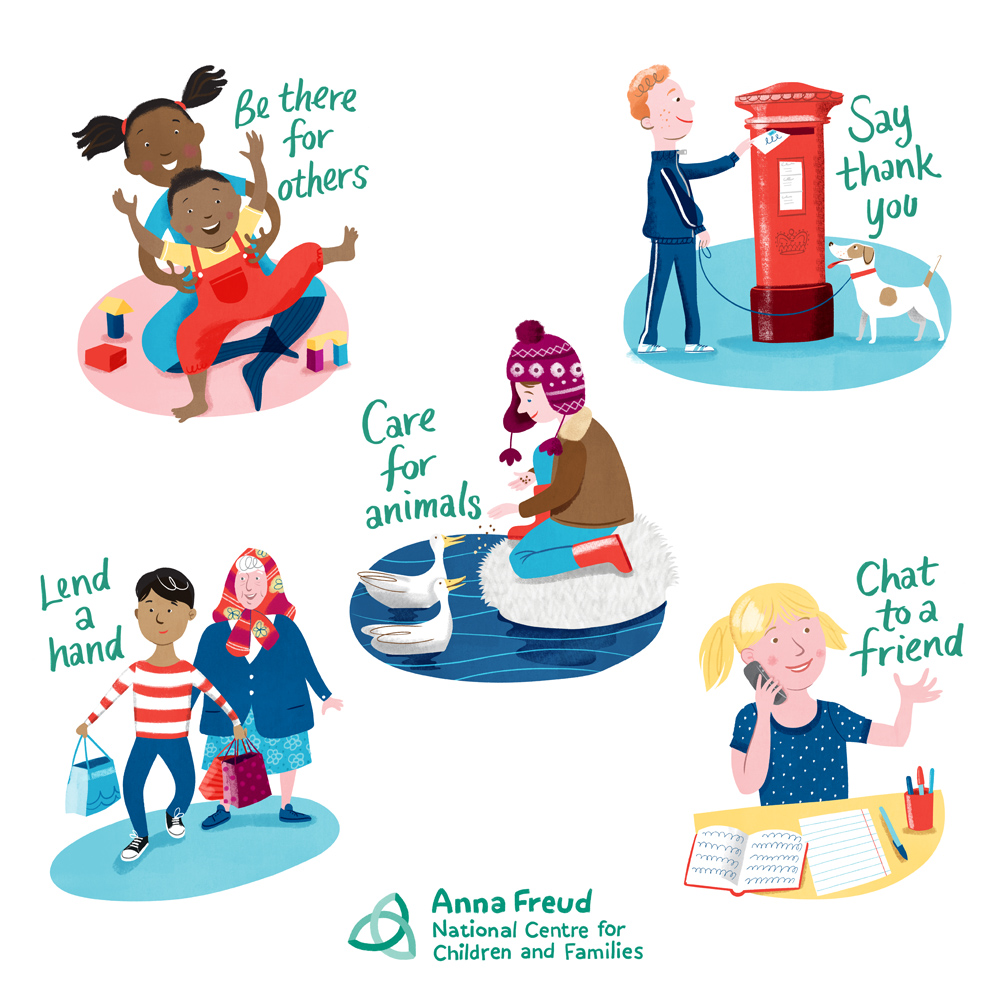 Be there
for
others
Say
thank
you
Care
for
animals
Lend
a
hand
Chat
to a
friend
Anna Freud
National Centre for
Children and Families